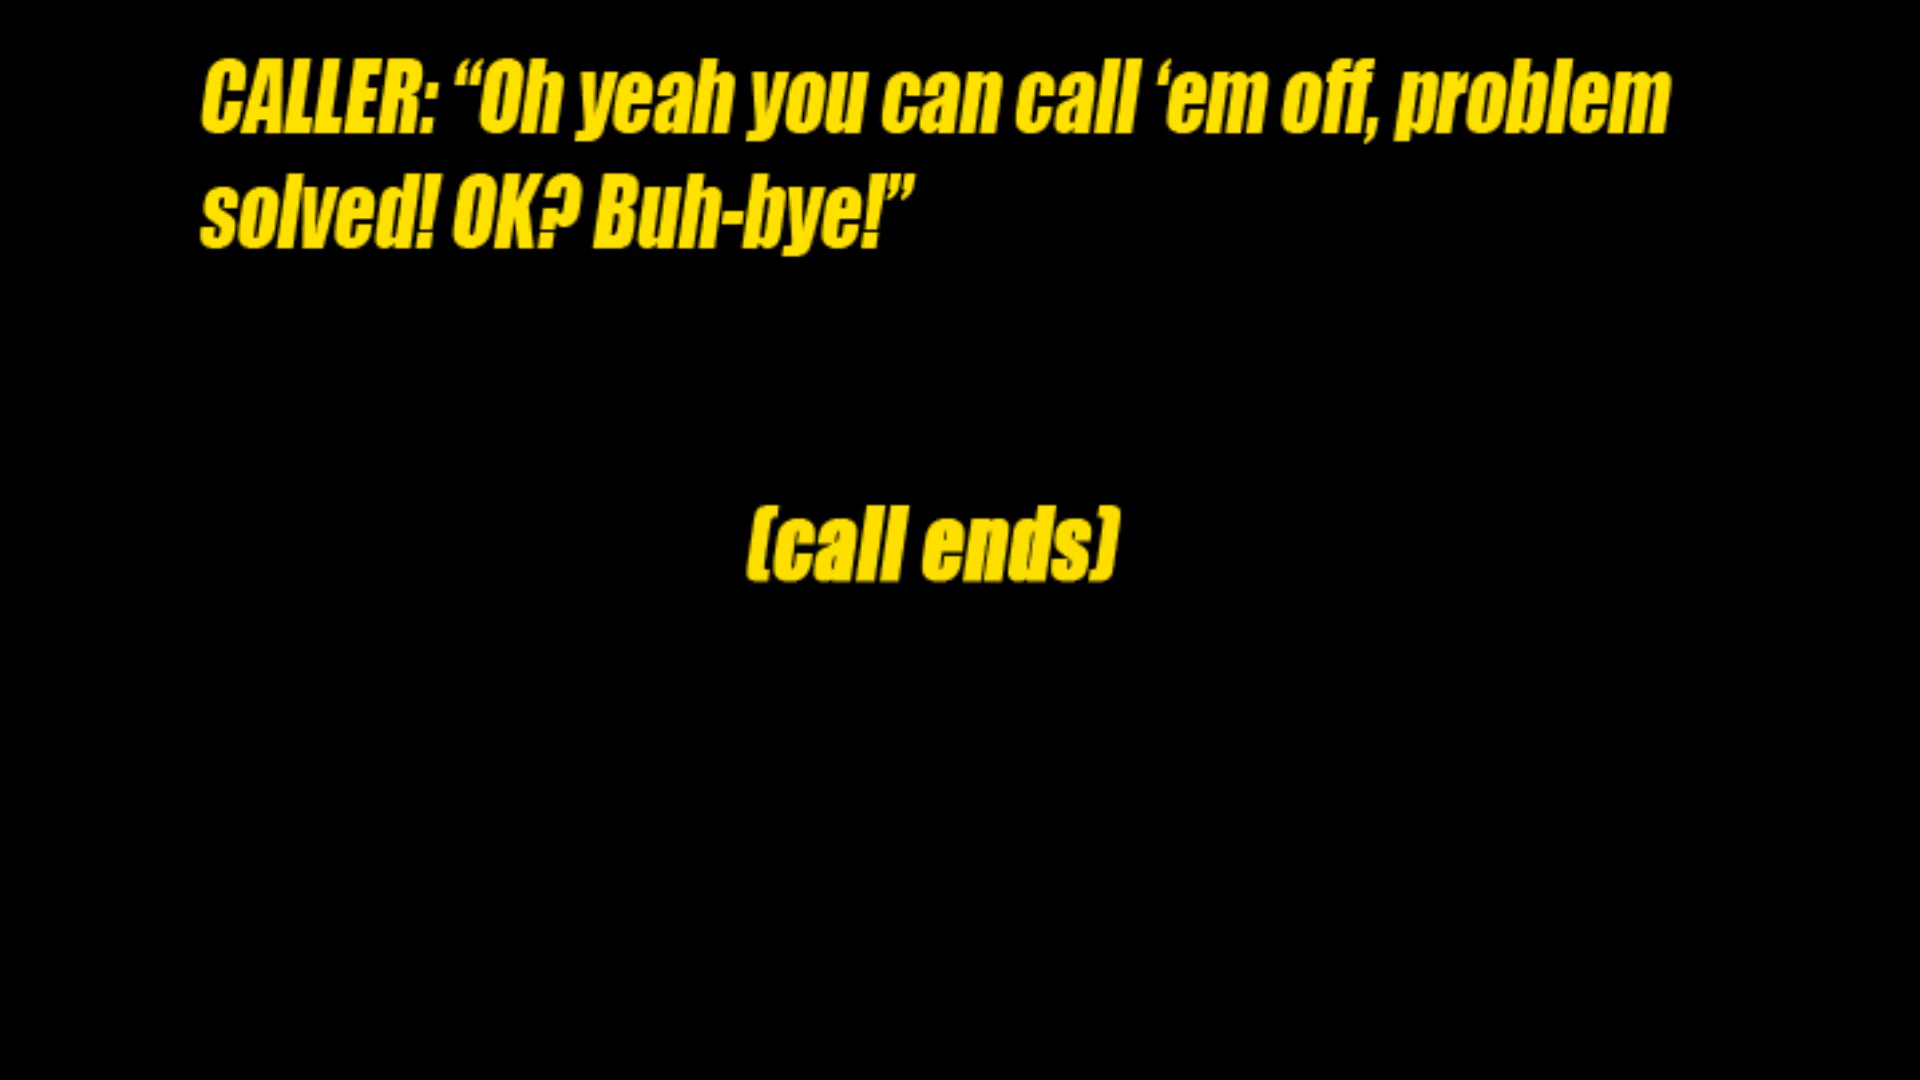 CALLER: “Oh yeah you can call ‘em off, problem
solved! OK? Buh-bye!”
(call ends)